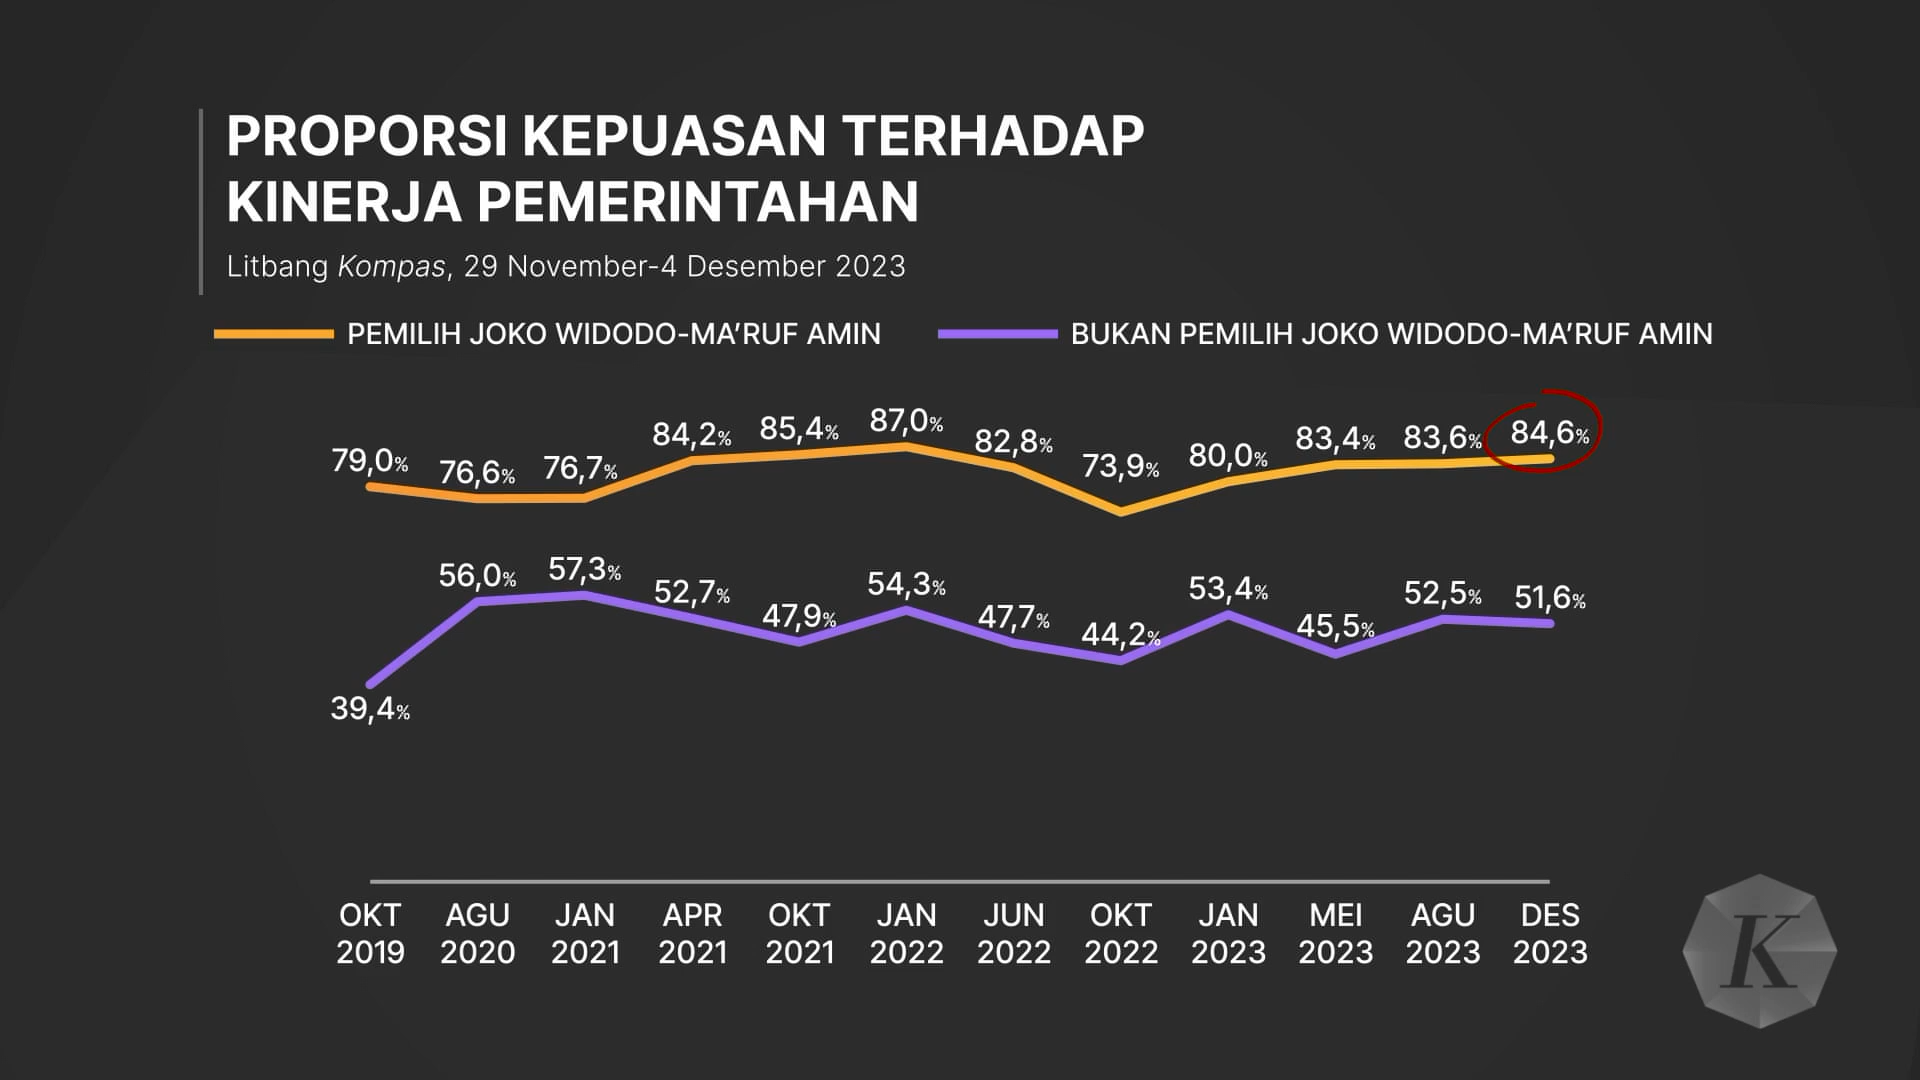 PROPORSI KEPUASAN TERHADAP
KINERJA PEMERINTAHAN
Litbang Kompas, 29 November-4 Desember 2023
PEMILIH JOKO WIDODO-MA’RUF AMIN
BUKAN PEMILIH JOKO WIDODO-MA’RUF AMIN
79,0% 76,6% 76,7% 84,2% 85,4% 87,0% 82,8% 73,9% 80,0% 83,4% 83,6% 84,6%
39,4% 56,0% 57,3% 52,7% 47,9% 54,3% 47,7% 44,2% 53,4% 45,5% 52,5% 51,6%
OKT AGU JAN APR OKT JAN JUN OKT JAN MEI AGU DES
2019 2020 2021 2021 2021 2022 2022 2022 2023 2023 2023 2023
K